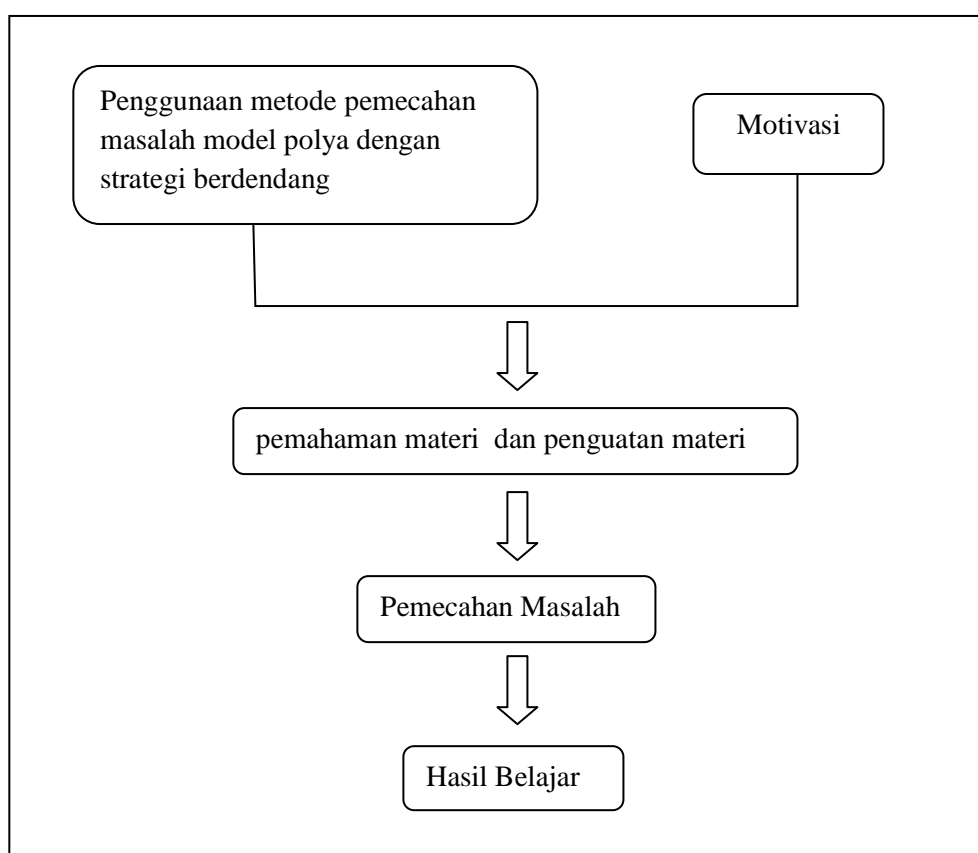 Penggunaan metode pemecahan
masalah model polya dengan
strategi berdendang
Motivasi
pemahaman materi dan penguatan materi
Pemecahan Masalah
Hasil Belajar